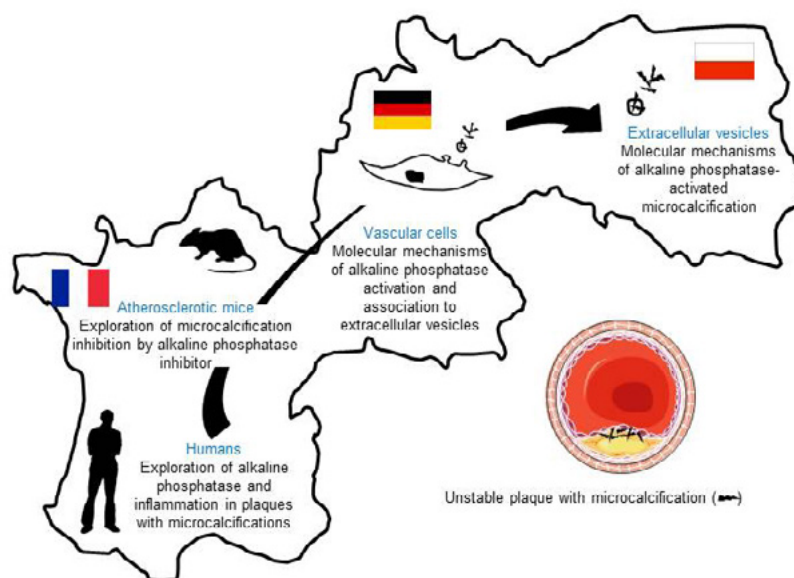 Extracellular vesicles
Molecular mechanisms
of alkaline phosphatase-
activated
microcalcification
Vascular cells
Molecular mechanisms
of alkaline phosphatase
activation and
association to
extracellular vesicles
Atherosclerotic mice
Exploration of microcalcification
inhibition by alkaline phosphatase
inhibitor
Humans
Exploration of alkaline
phosphatase and
inflammation in plaques
with microcalcifications
Unstable plaque with microcalcification ( )